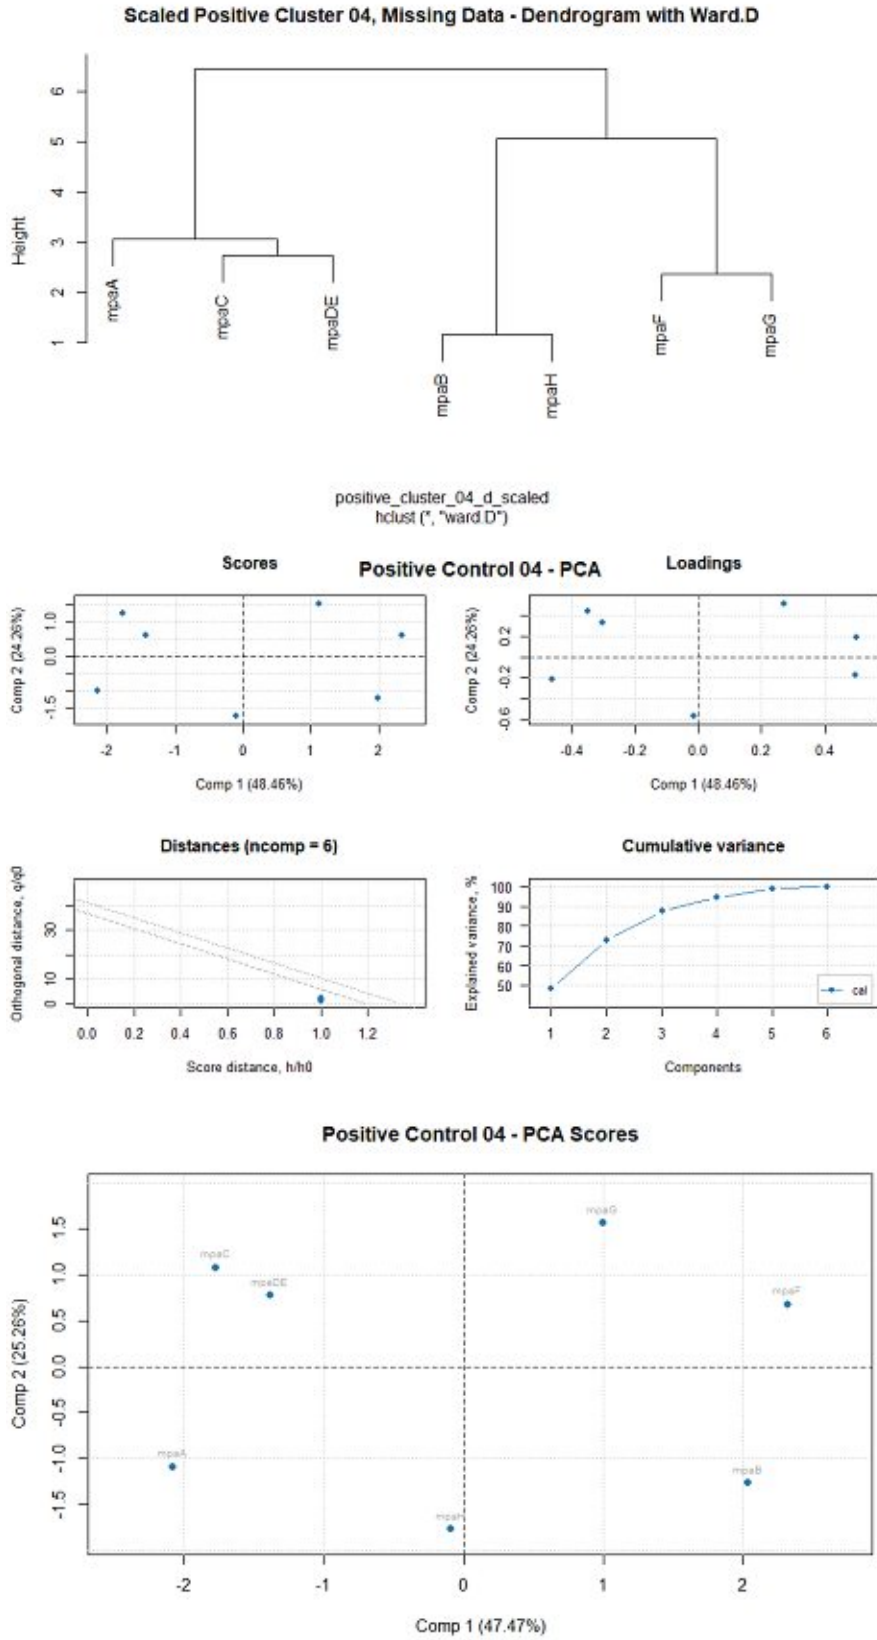 Scaled Positive Cluster 04, Missing Data - Dendrogram with Ward.D
Height
1 2 3 4 5 6
mpaA
mpaC
mpaDE
mpaB
mpaH
mpaF
mpaG
positive_cluster_04_d_scaled
hclust (*, "ward.D")
Positive Control 04 - PCA
Scores
Comp 2 (24.26%)
-1.5 0.0 1.0
-2 -1 0 1 2
Comp 1 (48.46%)
Loadings
Comp 2 (24.26%)
-0.6 -0.2 0.2
-0.4 -0.2 0.0 0.2 0.4
Comp 1 (48.46%)
Distances (ncomp = 6)
Orthogonal distance, q/q0
0 10 30
0.0 0.2 0.4 0.6 0.8 1.0 1.2
Score distance, h/h0
Cumulative variance
Explained variance, %
50 60 70 80 90 100
cal
1 2 3 4 5 6
Components
Positive Control 04 - PCA Scores
Comp 2 (25.26%)
-1.5 -1.0 -0.5 0.0 0.5 1.0 1.5
mpaG
mpaC
mpaDE
mpaF
mpaA
mpaB
mpaH
-2 -1 0 1 2
Comp 1 (47.47%)